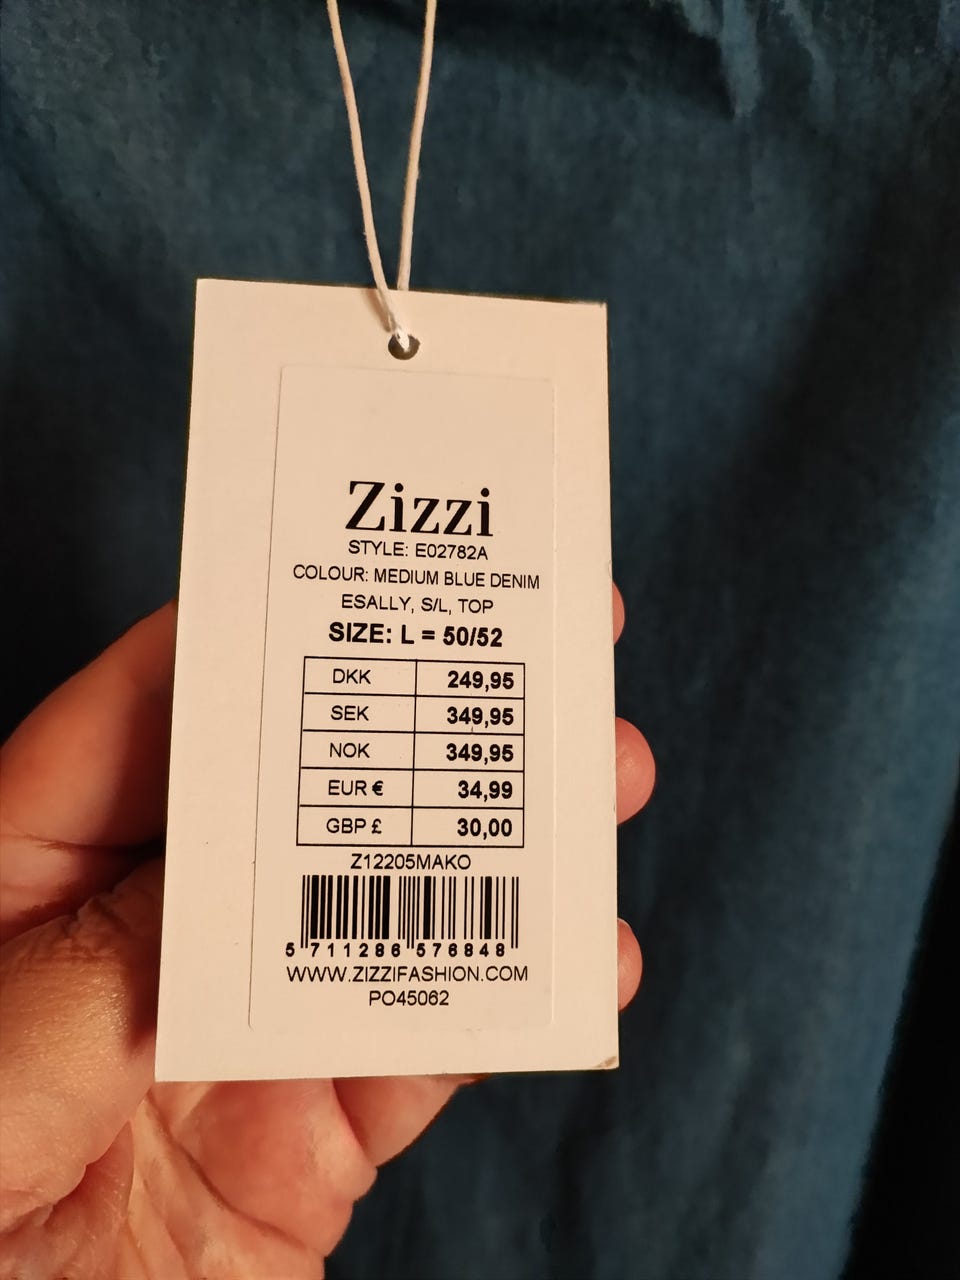 Zizzi
STYLE: E02782A
COLOUR: MEDIUM BLUE DENIM
ESALLY, S/L, TOP
SIZE: L = 50/52
DKK 249,95
SEK 349,95
NOK 349,95
EUR € 34,99
GBP £ 30,00
Z12205MAKO
5 711286 576848
WWW.ZIZZIFASHION.COM
PO45062